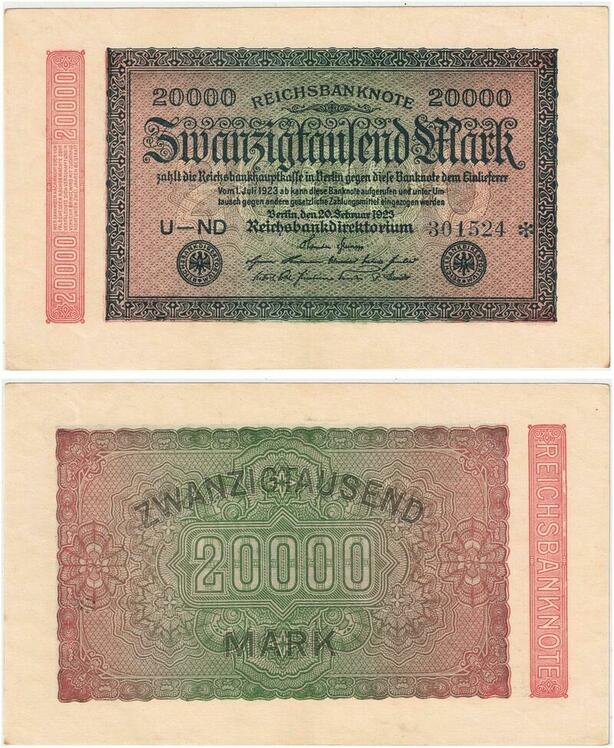 20000 REICHSBANKNOTE 20000
Zwanzigtausend Mark
zahlt die Reichsbankhauptkasse in Berlin gegen diese Banknote dem Einlieferer
Vom 1. Juli 1923 ab kann diese Banknote aufgerufen und unter Um-
tausch gegen andere gesetzliche Zahlungsmittel eingezogen werden
Berlin, den 20. Februar 1923
U–ND Reichsbankdirektorium 301524 *
20000
20000
ZWANZIGTAUSEND
20000
MARK
REICHSBANKNOTE